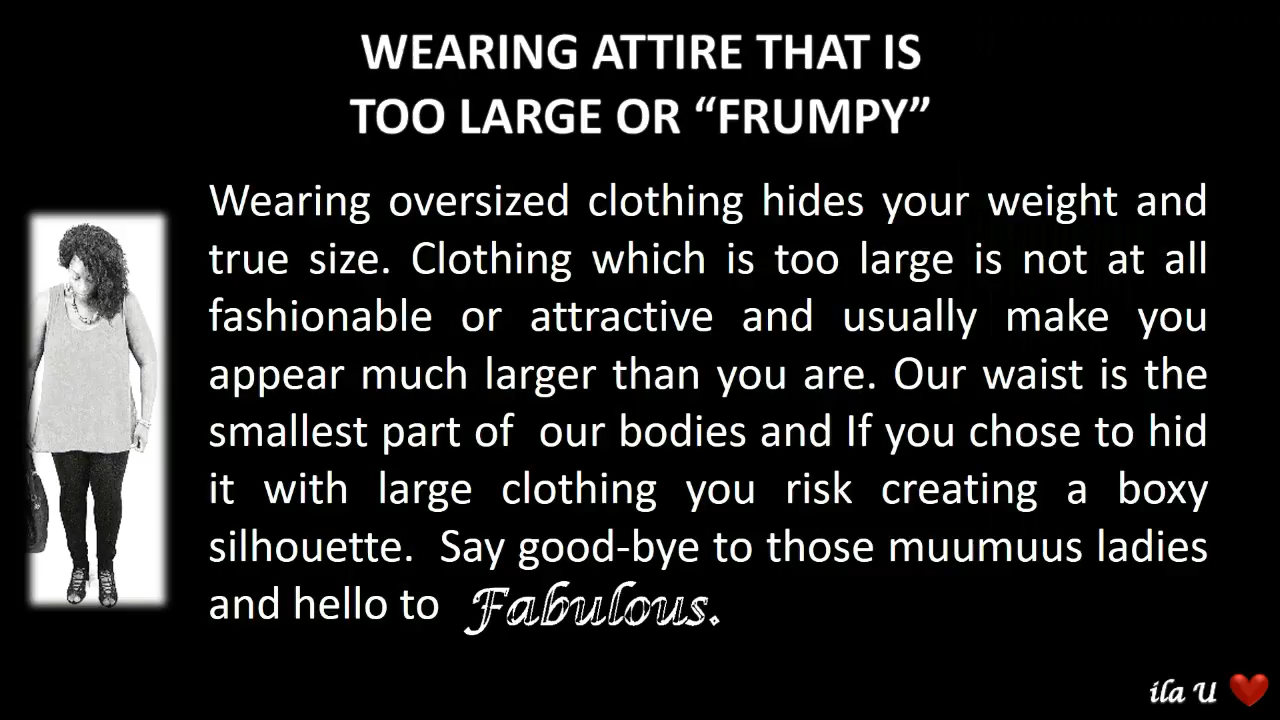 WEARING ATTIRE THAT IS
TOO LARGE OR “FRUMPY”
Wearing oversized clothing hides your weight and
true size. Clothing which is too large is not at all
fashionable or attractive and usually make you
appear much larger than you are. Our waist is the
smallest part of our bodies and If you chose to hid
it with large clothing you risk creating a boxy
silhouette. Say good-bye to those muumuus ladies
and hello to Fabulous.
ila U